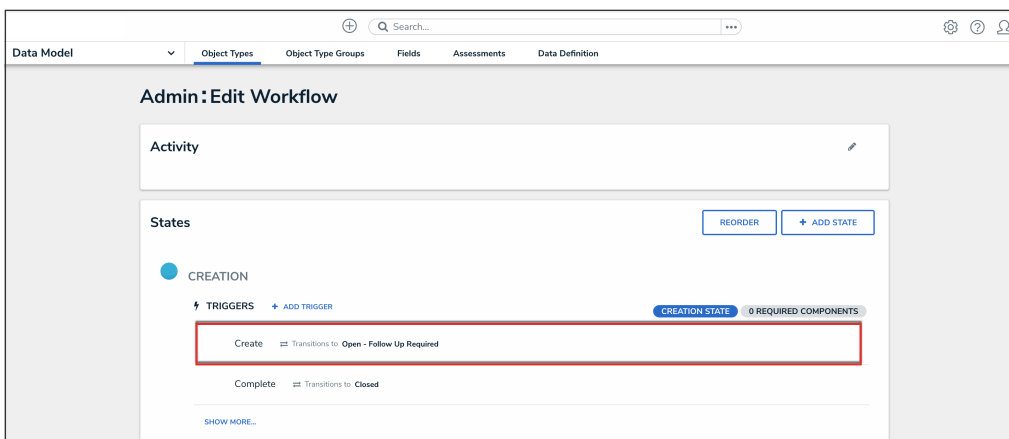 Search...
Data Model Object Types Object Type Groups Fields Assessments Data Definition
Admin:Edit Workflow
Activity
States REORDER + ADD STATE
CREATION
TRIGGERS + ADD TRIGGER CREATION STATE 0 REQUIRED COMPONENTS
Create Transitions to Open - Follow Up Required
Complete Transitions to Closed
SHOW MORE...